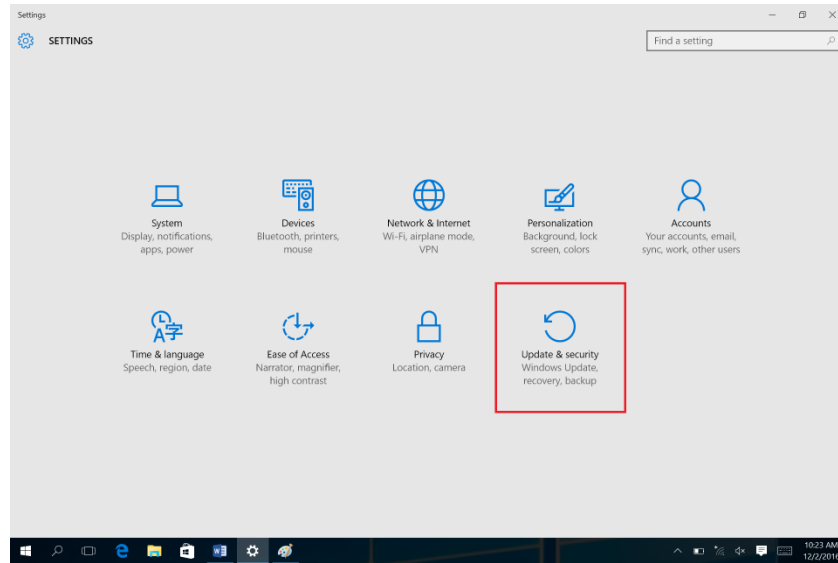 Settings
SETTINGS
Find a setting
System
Display, notifications,
apps, power
Devices
Bluetooth, printers,
mouse
Network & Internet
Wi-Fi, airplane mode,
VPN
Personalization
Background, lock
screen, colors
Accounts
Your accounts, email,
sync, work, other users
Time & language
Speech, region, date
Ease of Access
Narrator, magnifier,
high contrast
Privacy
Location, camera
Update & security
Windows Update,
recovery, backup
10:23 AM
12/2/2016